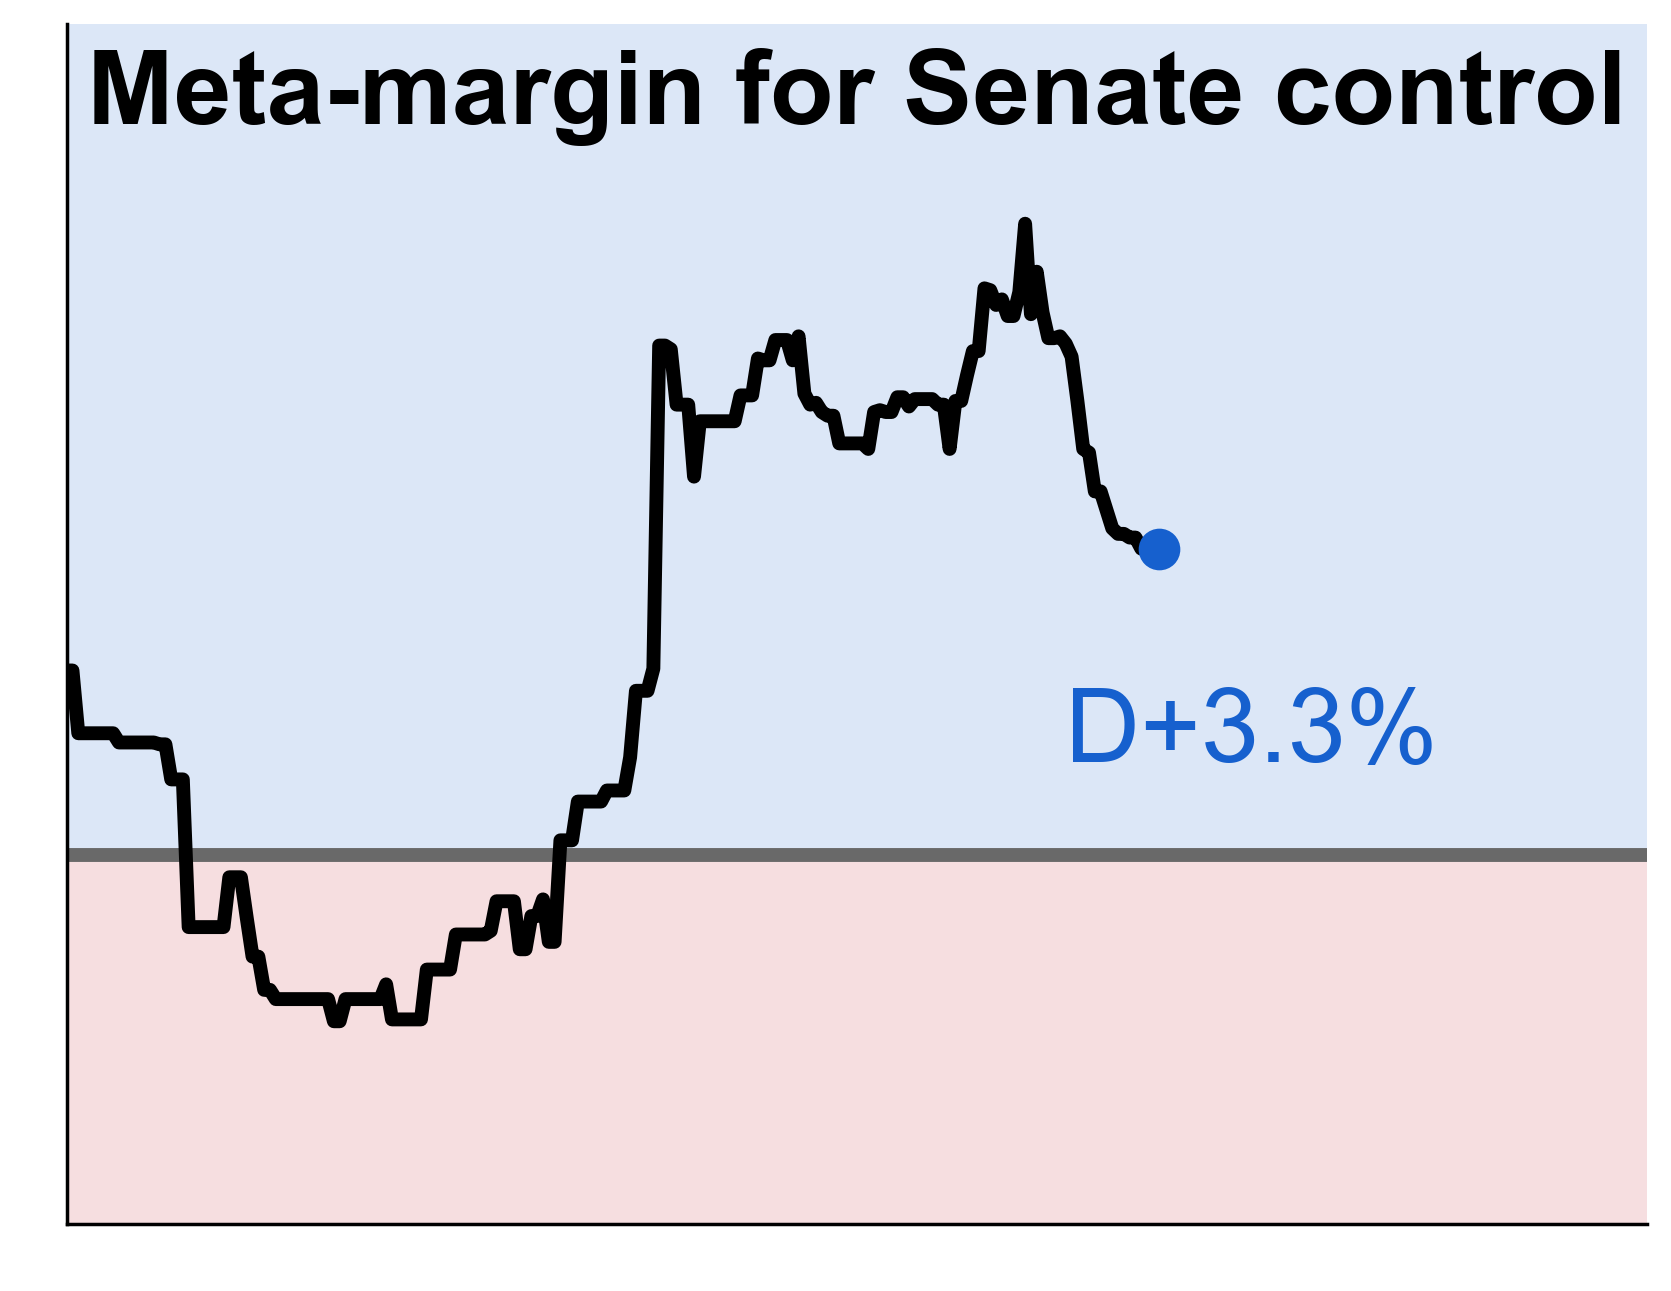 Meta-margin for Senate control
D+3.3%